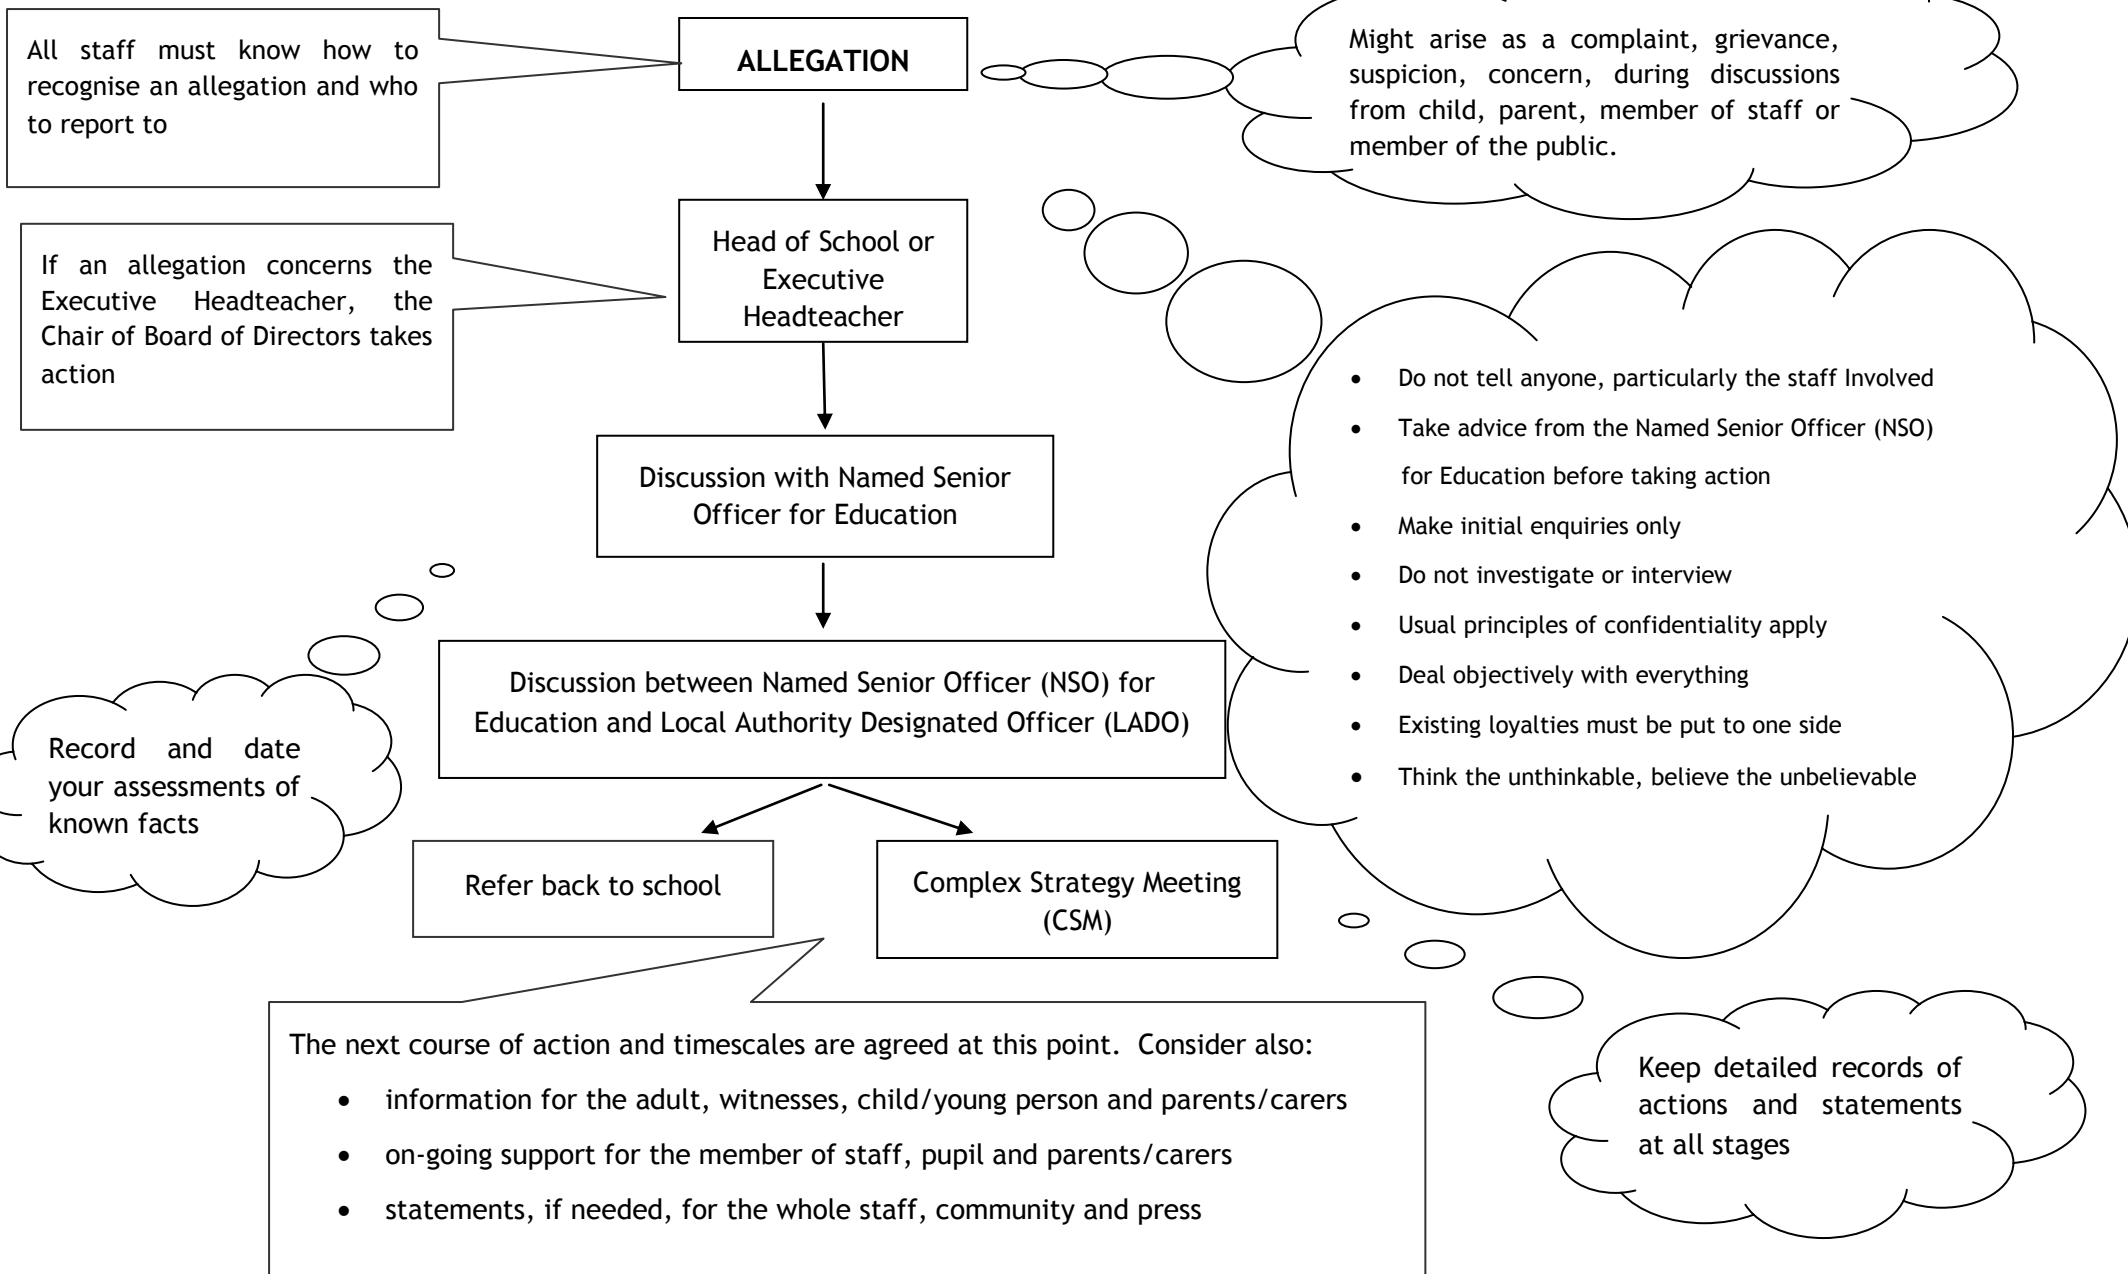 All staff must know how to
recognise an allegation and who
to report to
ALLEGATION
Might arise as a complaint, grievance,
suspicion, concern, during discussions
from child, parent, member of staff or
member of the public.
If an allegation concerns the
Executive Headteacher, the
Chair of Board of Directors takes
action
Head of School or
Executive
Headteacher
• Do not tell anyone, particularly the staff Involved
• Take advice from the Named Senior Officer (NSO)
for Education before taking action
• Make initial enquiries only
• Do not investigate or interview
• Usual principles of confidentiality apply
• Deal objectively with everything
• Existing loyalties must be put to one side
• Think the unthinkable, believe the unbelievable
Discussion with Named Senior
Officer for Education
Discussion between Named Senior Officer (NSO) for
Education and Local Authority Designated Officer (LADO)
Record and date
your assessments of
known facts
Refer back to school
Complex Strategy Meeting
(CSM)
The next course of action and timescales are agreed at this point. Consider also:
• information for the adult, witnesses, child/young person and parents/carers
• on-going support for the member of staff, pupil and parents/carers
• statements, if needed, for the whole staff, community and press
Keep detailed records of
actions and statements
at all stages